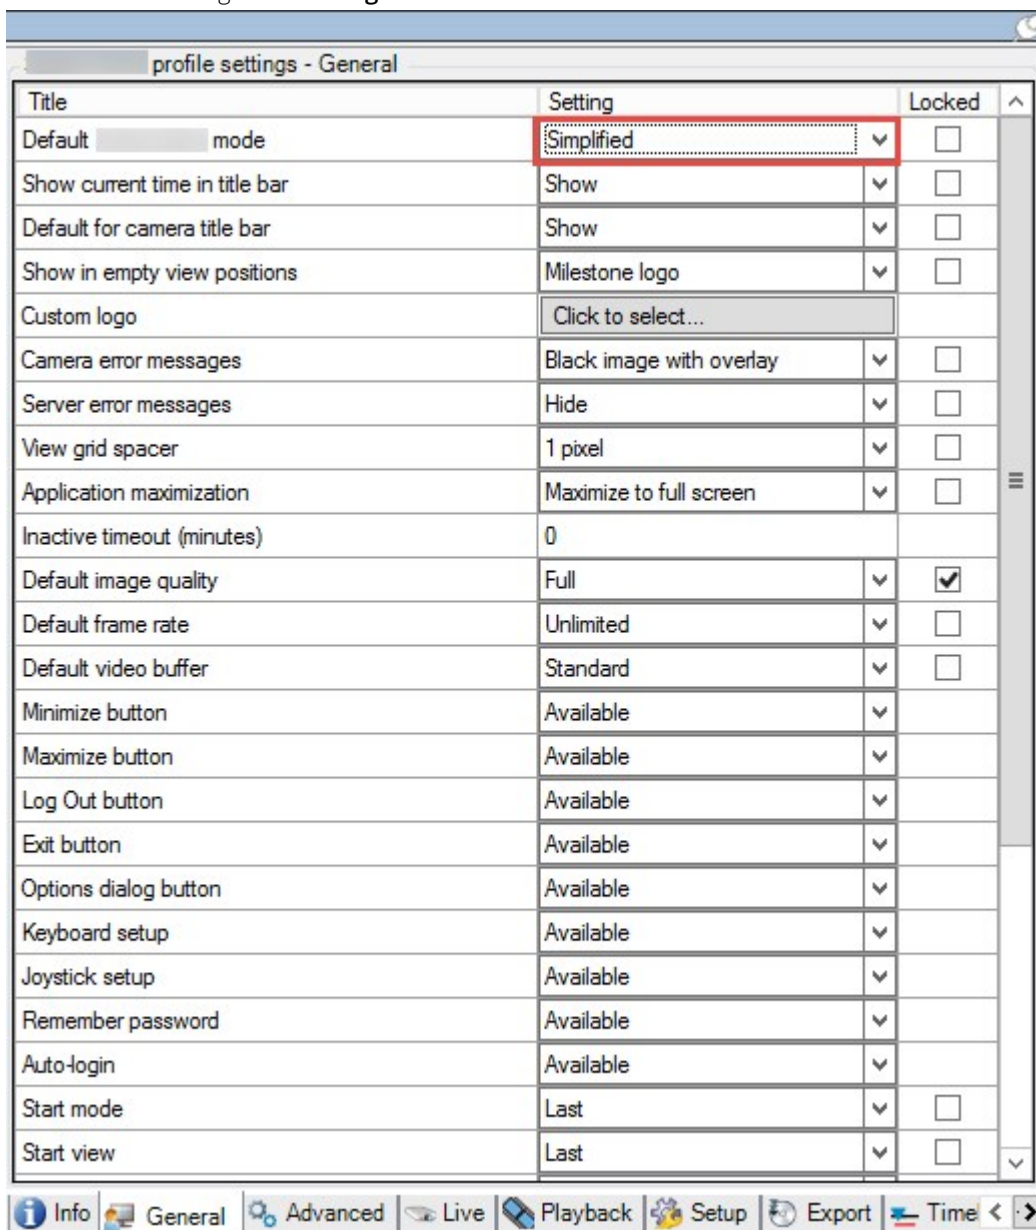 profile settings - General
Title Setting Locked
Default mode Simplified
Show current time in title bar Show
Default for camera title bar Show
Show in empty view positions Milestone logo
Custom logo Click to select...
Camera error messages Black image with overlay
Server error messages Hide
View grid spacer 1 pixel
Application maximization Maximize to full screen
Inactive timeout (minutes) 0
Default image quality Full
Default frame rate Unlimited
Default video buffer Standard
Minimize button Available
Maximize button Available
Log Out button Available
Exit button Available
Options dialog button Available
Keyboard setup Available
Joystick setup Available
Remember password Available
Auto-login Available
Start mode Last
Start view Last
Info General Advanced Live Playback Setup Export Timel